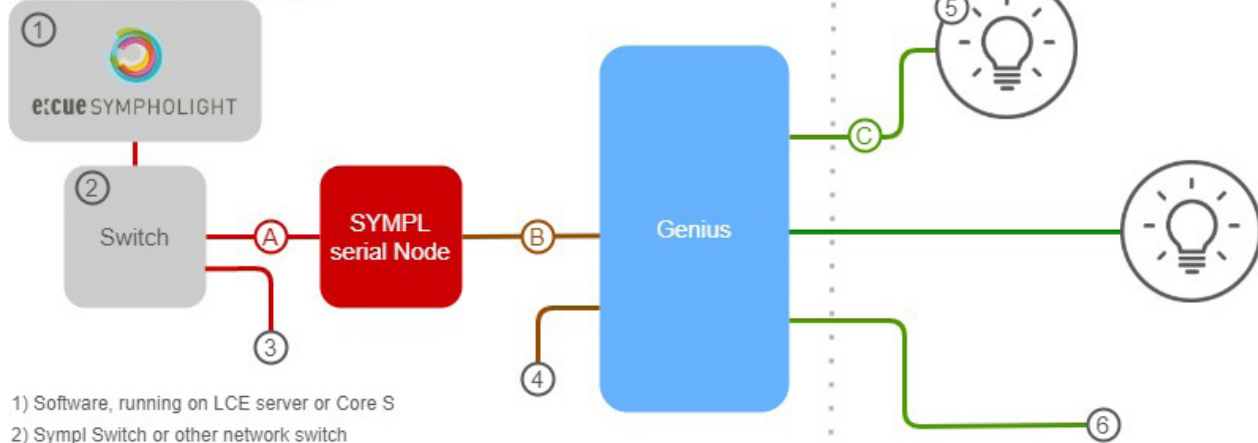 1
e:cue SYMPHOLIGHT
2
Switch
A
SYMPL
serial Node
B
Genius
C
5
3
4
6
1) Software, running on LCE server or Core S
2) Sympl Switch or other network switch